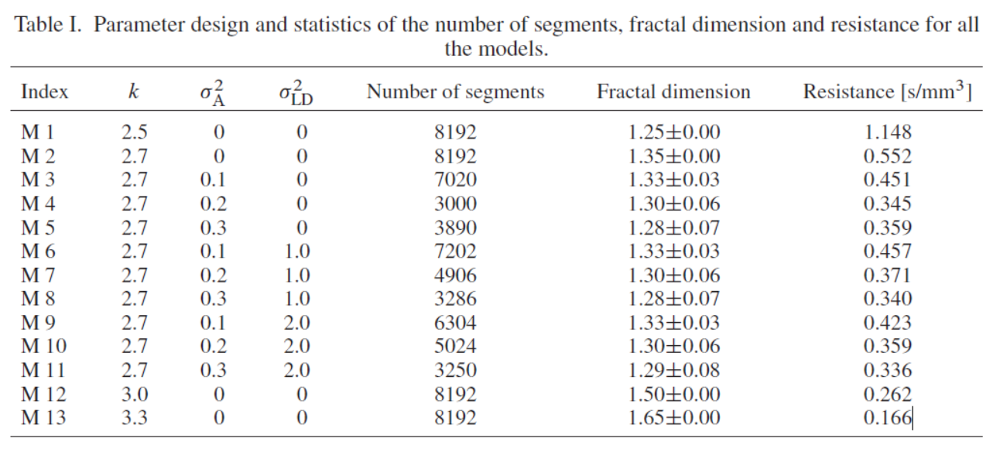 Table I. Parameter design and statistics of the number of segments, fractal dimension and resistance for all
the models.
Index k σ²A σ²LD Number of segments Fractal dimension Resistance [s/mm³]
M 1 2.5 0 0 8192 1.25±0.00 1.148
M 2 2.7 0 0 8192 1.35±0.00 0.552
M 3 2.7 0.1 0 7020 1.33±0.03 0.451
M 4 2.7 0.2 0 3000 1.30±0.06 0.345
M 5 2.7 0.3 0 3890 1.28±0.07 0.359
M 6 2.7 0.1 1.0 7202 1.33±0.03 0.457
M 7 2.7 0.2 1.0 4906 1.30±0.06 0.371
M 8 2.7 0.3 1.0 3286 1.28±0.07 0.340
M 9 2.7 0.1 2.0 6304 1.33±0.03 0.423
M 10 2.7 0.2 2.0 5024 1.30±0.06 0.359
M 11 2.7 0.3 2.0 3250 1.29±0.08 0.336
M 12 3.0 0 0 8192 1.50±0.00 0.262
M 13 3.3 0 0 8192 1.65±0.00 0.166